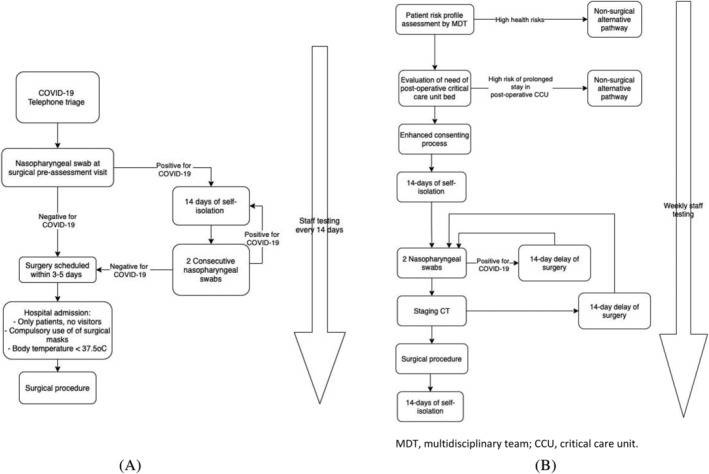 COVID-19
Telephone triage
Nasopharyngeal swab at
surgical pre-assessment visit
Positive for
COVID-19
14 days of self-
isolation
Negative for
COVID-19
Positive for
COVID-19
Staff testing
every 14 days
Surgery scheduled
within 3-5 days
Negative for
COVID-19
2 Consecutive
nasopharyngeal
swabs
Hospital admission:
- Only patients, no visitors
- Compulsory use of of surgical
masks
- Body temperature < 37.5oC
Surgical procedure
(A)
Patient risk profile
assessment by MDT
High health risks
Non-surgical
alternative
pathway
Evaluation of need of
post-operative critical
care unit bed
High risk of prolonged
stay in
post-operative CCU
Non-surgical
alternative
pathway
Enhanced consenting
process
14-days of self-
isolation
Weekly staff
testing
2 Nasopharyngeal
swabs
Positive for
COVID-19
14-day delay of
surgery
Staging CT
14-day delay of
surgery
Surgical procedure
14-days of self-
isolation
MDT, multidisciplinary team; CCU, critical care unit.
(B)